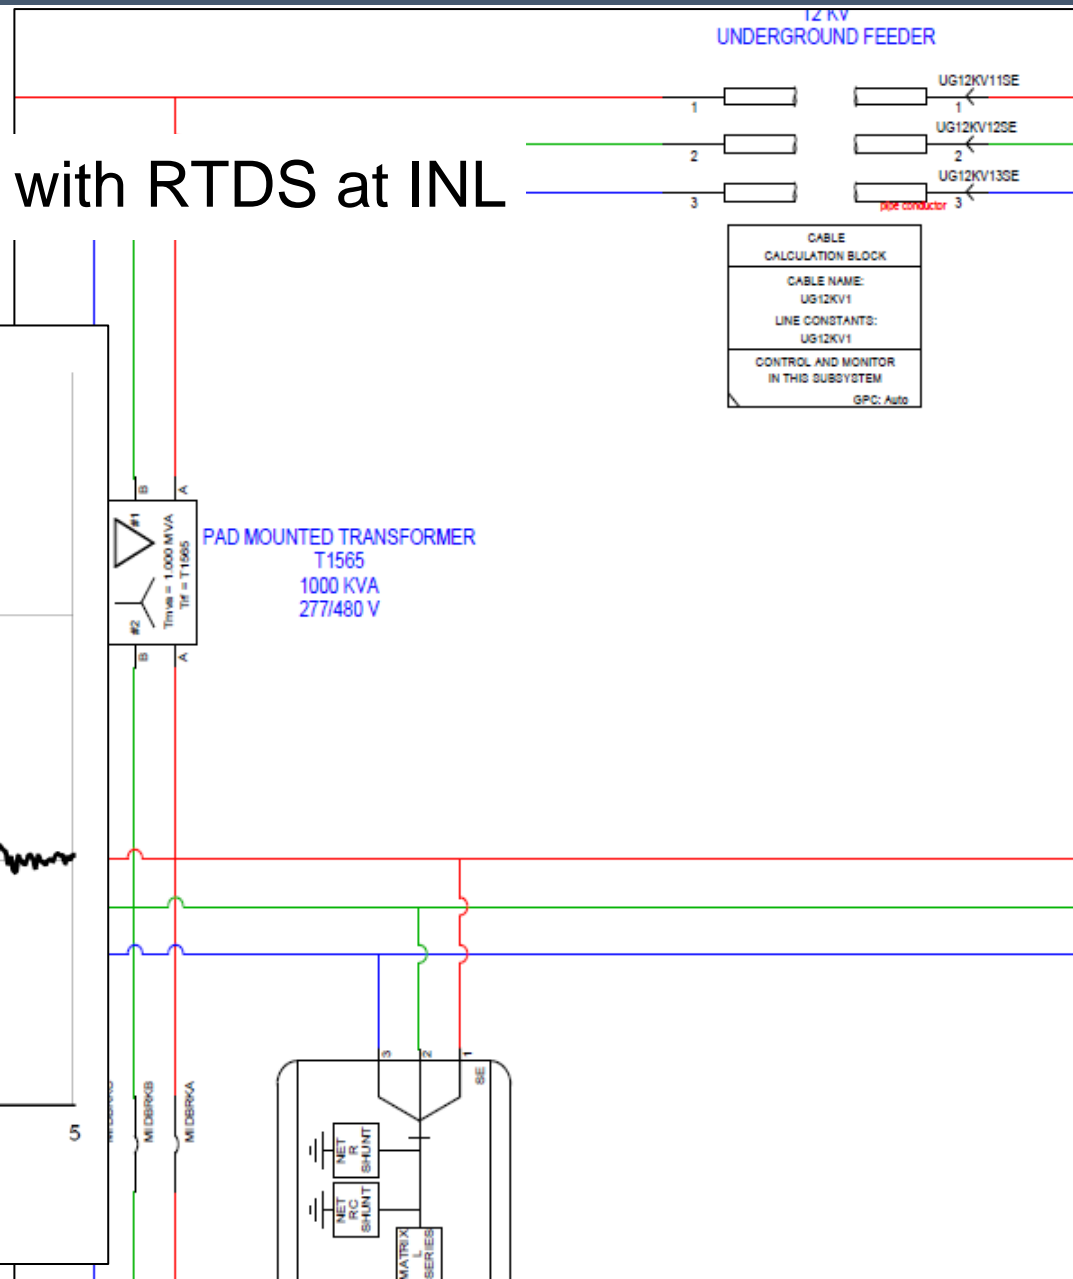 12 KV
UNDERGROUND FEEDER
UG12KV11SE
1
1
UG12KV12SE
2
2
UG12KV13SE
3
pipe conductor
3
with RTDS at INL
CABLE
CALCULATION BLOCK
CABLE NAME:
UG12KV1
LINE CONSTANTS:
UG12KV1
CONTROL AND MONITOR
IN THIS SUBSYSTEM
GPC: Auto
B
A
#1
#2
Tmva = 1.000 MVA
Trf = T1565
B
A
PAD MOUNTED TRANSFORMER
T1565
1000 KVA
277/480 V
5
MIDBRKB
MIDBRKA
3
2
1
SE
NET
R
SHUNT
NET
RC
SHUNT
MATRIX
L
SERIES